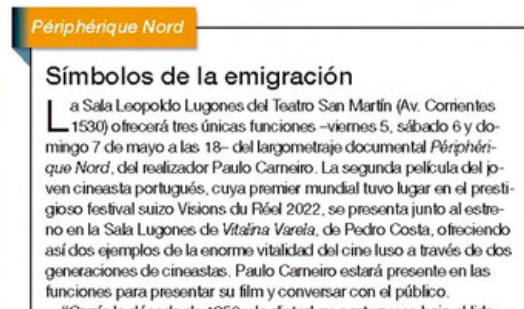 Périphérique Nord
Símbolos de la emigración
La Sala Leopoldo Lugones del Teatro San Martín (Av. Corrientes
1530) ofrecerá tres únicas funciones –viernes 5, sábado 6 y do-
mingo 7 de mayo a las 18– del largometraje documental Périphéri-
que Nord, del realizador Paulo Carneiro. La segunda película del jo-
ven cineasta portugués, cuya premier mundial tuvo lugar en el presti-
gioso festival suizo Visions du Réel 2022, se presenta junto al estre-
no en la Sala Lugones de Vitalina Varela, de Pedro Costa, ofreciendo
así dos ejemplos de la enorme vitalidad del cine luso a través de dos
generaciones de cineastas. Paulo Carneiro estará presente en las
funciones para presentar su film y conversar con el público.